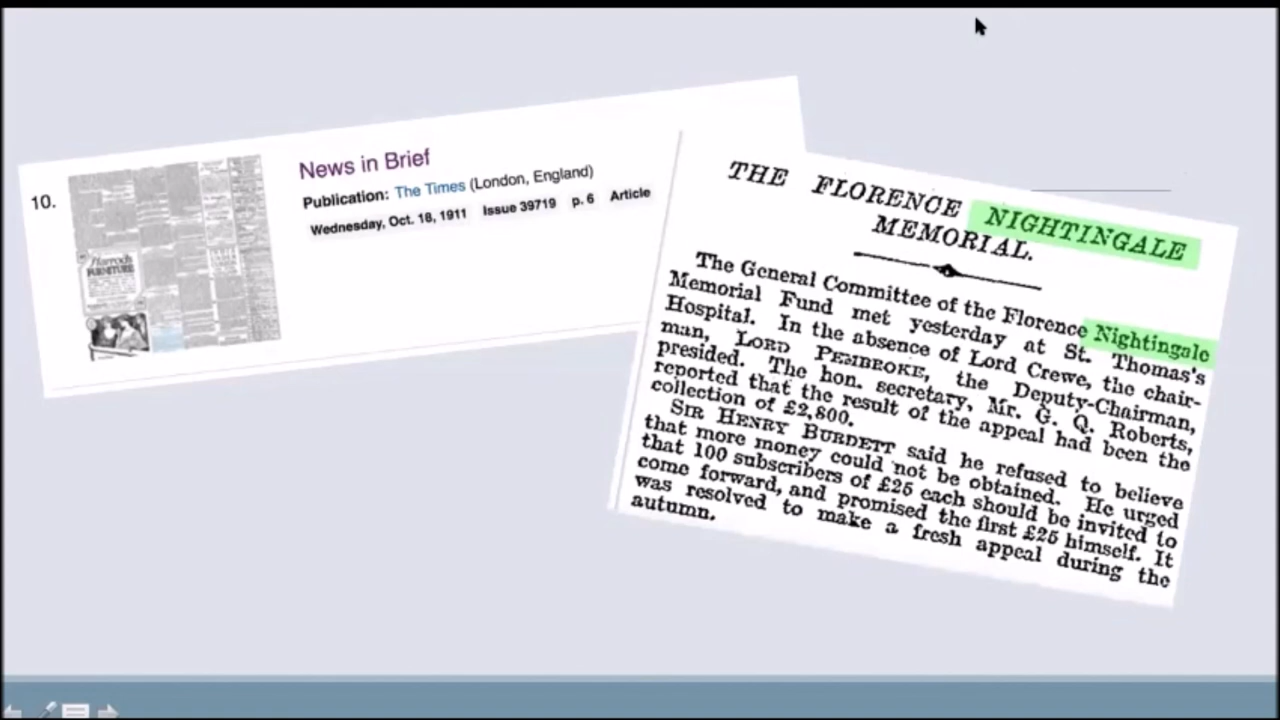 10.
News in Brief
Publication: The Times (London, England)
Wednesday, Oct. 18, 1911 Issue 39719 p. 6 Article
Harrods
FURNITURE
THE FLORENCE NIGHTINGALE
MEMORIAL.
The General Committee of the Florence Nightingale
Memorial Fund met yesterday at St. Thomas's
Hospital. In the absence of Lord Crewe, the chair-
man, LORD PEMBROKE, the Deputy-Chairman,
presided. The hon. secretary, Mr. G. Q. Roberts,
reported that the result of the appeal had been the
collection of £2,800.
SIR HENRY BURDETT said he refused to believe
that more money could not be obtained. He urged
that 100 subscribers of £25 each should be invited to
come forward, and promised the first £25 himself. It
was resolved to make a fresh appeal during the
autumn.